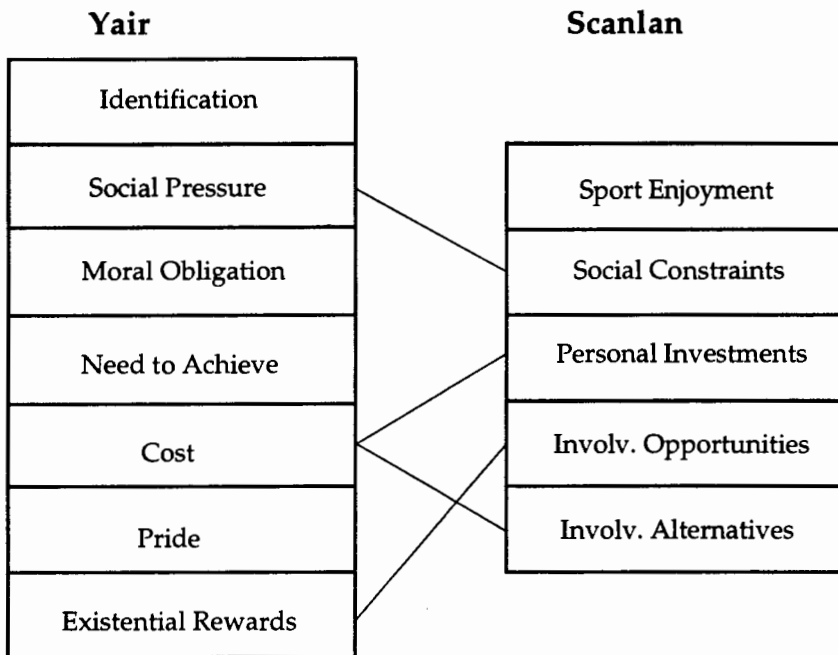 Yair
Identification
Social Pressure
Moral Obligation
Need to Achieve
Cost
Pride
Existential Rewards
Scanlan
Sport Enjoyment
Social Constraints
Personal Investments
Involv. Opportunities
Involv. Alternatives